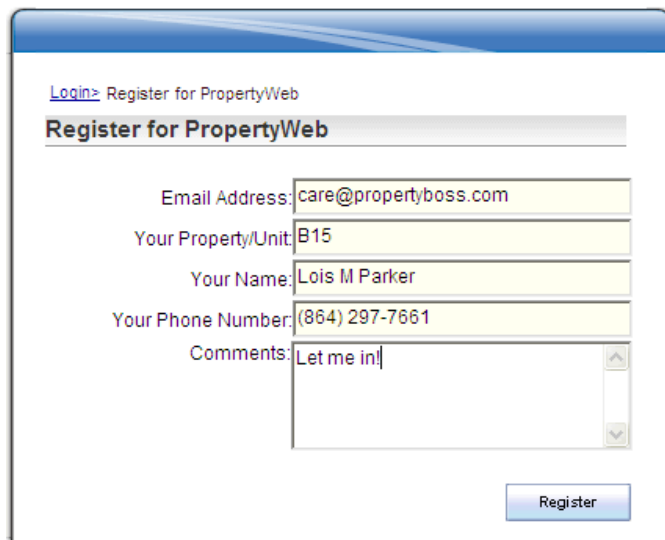 Login> Register for PropertyWeb
Register for PropertyWeb
Email Address: care@propertyboss.com
Your Property/Unit: B15
Your Name: Lois M Parker
Your Phone Number: (864) 297-7661
Comments: Let me in!
Register